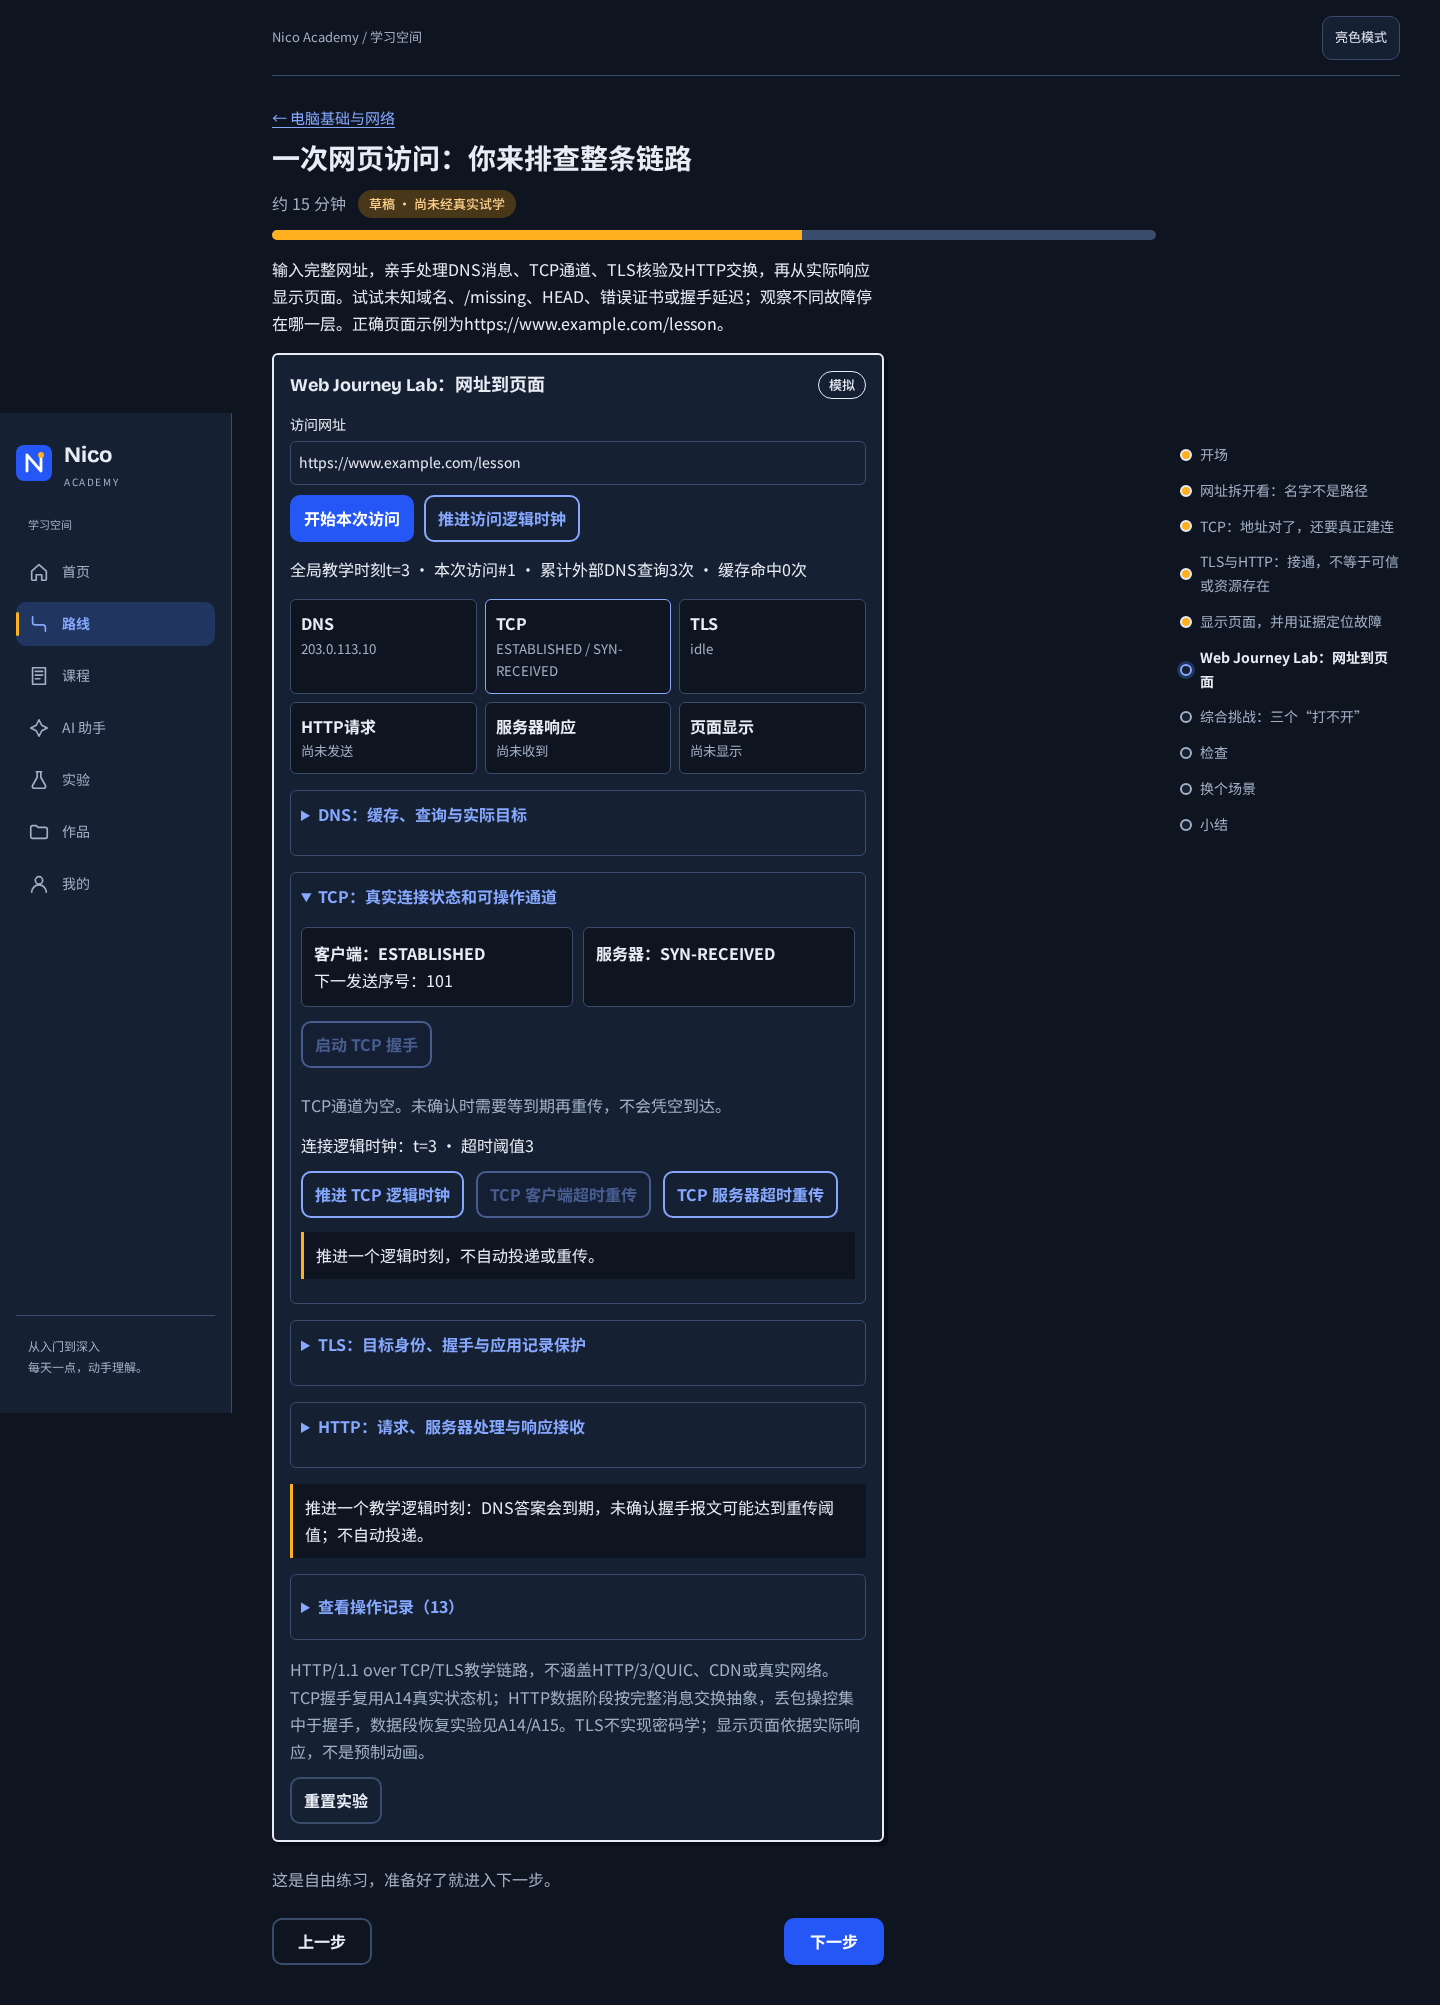 Nico Academy / 学习空间
亮色模式
← 电脑基础与网络
一次网页访问：你来排查整条链路
约 15 分钟
草稿 · 尚未经真实试学
输入完整网址，亲手处理DNS消息、TCP通道、TLS核验及HTTP交换，再从实际响应
显示页面。试试未知域名、/missing、HEAD、错误证书或握手延迟；观察不同故障停
在哪一层。正确页面示例为https://www.example.com/lesson。
Web Journey Lab：网址到页面
模拟
访问网址
https://www.example.com/lesson
开始本次访问
推进访问逻辑时钟
全局教学时刻t=3 · 本次访问#1 · 累计外部DNS查询3次 · 缓存命中0次
DNS
203.0.113.10
TCP
ESTABLISHED / SYN-
RECEIVED
TLS
idle
HTTP请求
尚未发送
服务器响应
尚未收到
页面显示
尚未显示
▶ DNS：缓存、查询与实际目标
▼ TCP：真实连接状态和可操作通道
客户端：ESTABLISHED
下一发送序号：101
服务器：SYN-RECEIVED
启动 TCP 握手
TCP通道为空。未确认时需要等到期再重传，不会凭空到达。
连接逻辑时钟：t=3 · 超时阈值3
推进 TCP 逻辑时钟
TCP 客户端超时重传
TCP 服务器超时重传
推进一个逻辑时刻，不自动投递或重传。
▶ TLS：目标身份、握手与应用记录保护
▶ HTTP：请求、服务器处理与响应接收
推进一个教学逻辑时刻：DNS答案会到期，未确认握手报文可能达到重传阈
值；不自动投递。
▶ 查看操作记录（13）
HTTP/1.1 over TCP/TLS教学链路，不涵盖HTTP/3/QUIC、CDN或真实网络。
TCP握手复用A14真实状态机；HTTP数据阶段按完整消息交换抽象，丢包操控集
中于握手，数据段恢复实验见A14/A15。TLS不实现密码学；显示页面依据实际响
应，不是预制动画。
重置实验
这是自由练习，准备好了就进入下一步。
上一步
下一步
Nico
ACADEMY
学习空间
首页
路线
课程
AI 助手
实验
作品
我的
从入门到深入
每天一点，动手理解。
开场
网址拆开看：名字不是路径
TCP：地址对了，还要真正建连
TLS与HTTP：接通，不等于可信
或资源存在
显示页面，并用证据定位故障
Web Journey Lab：网址到页
面
综合挑战：三个“打不开”
检查
换个场景
小结